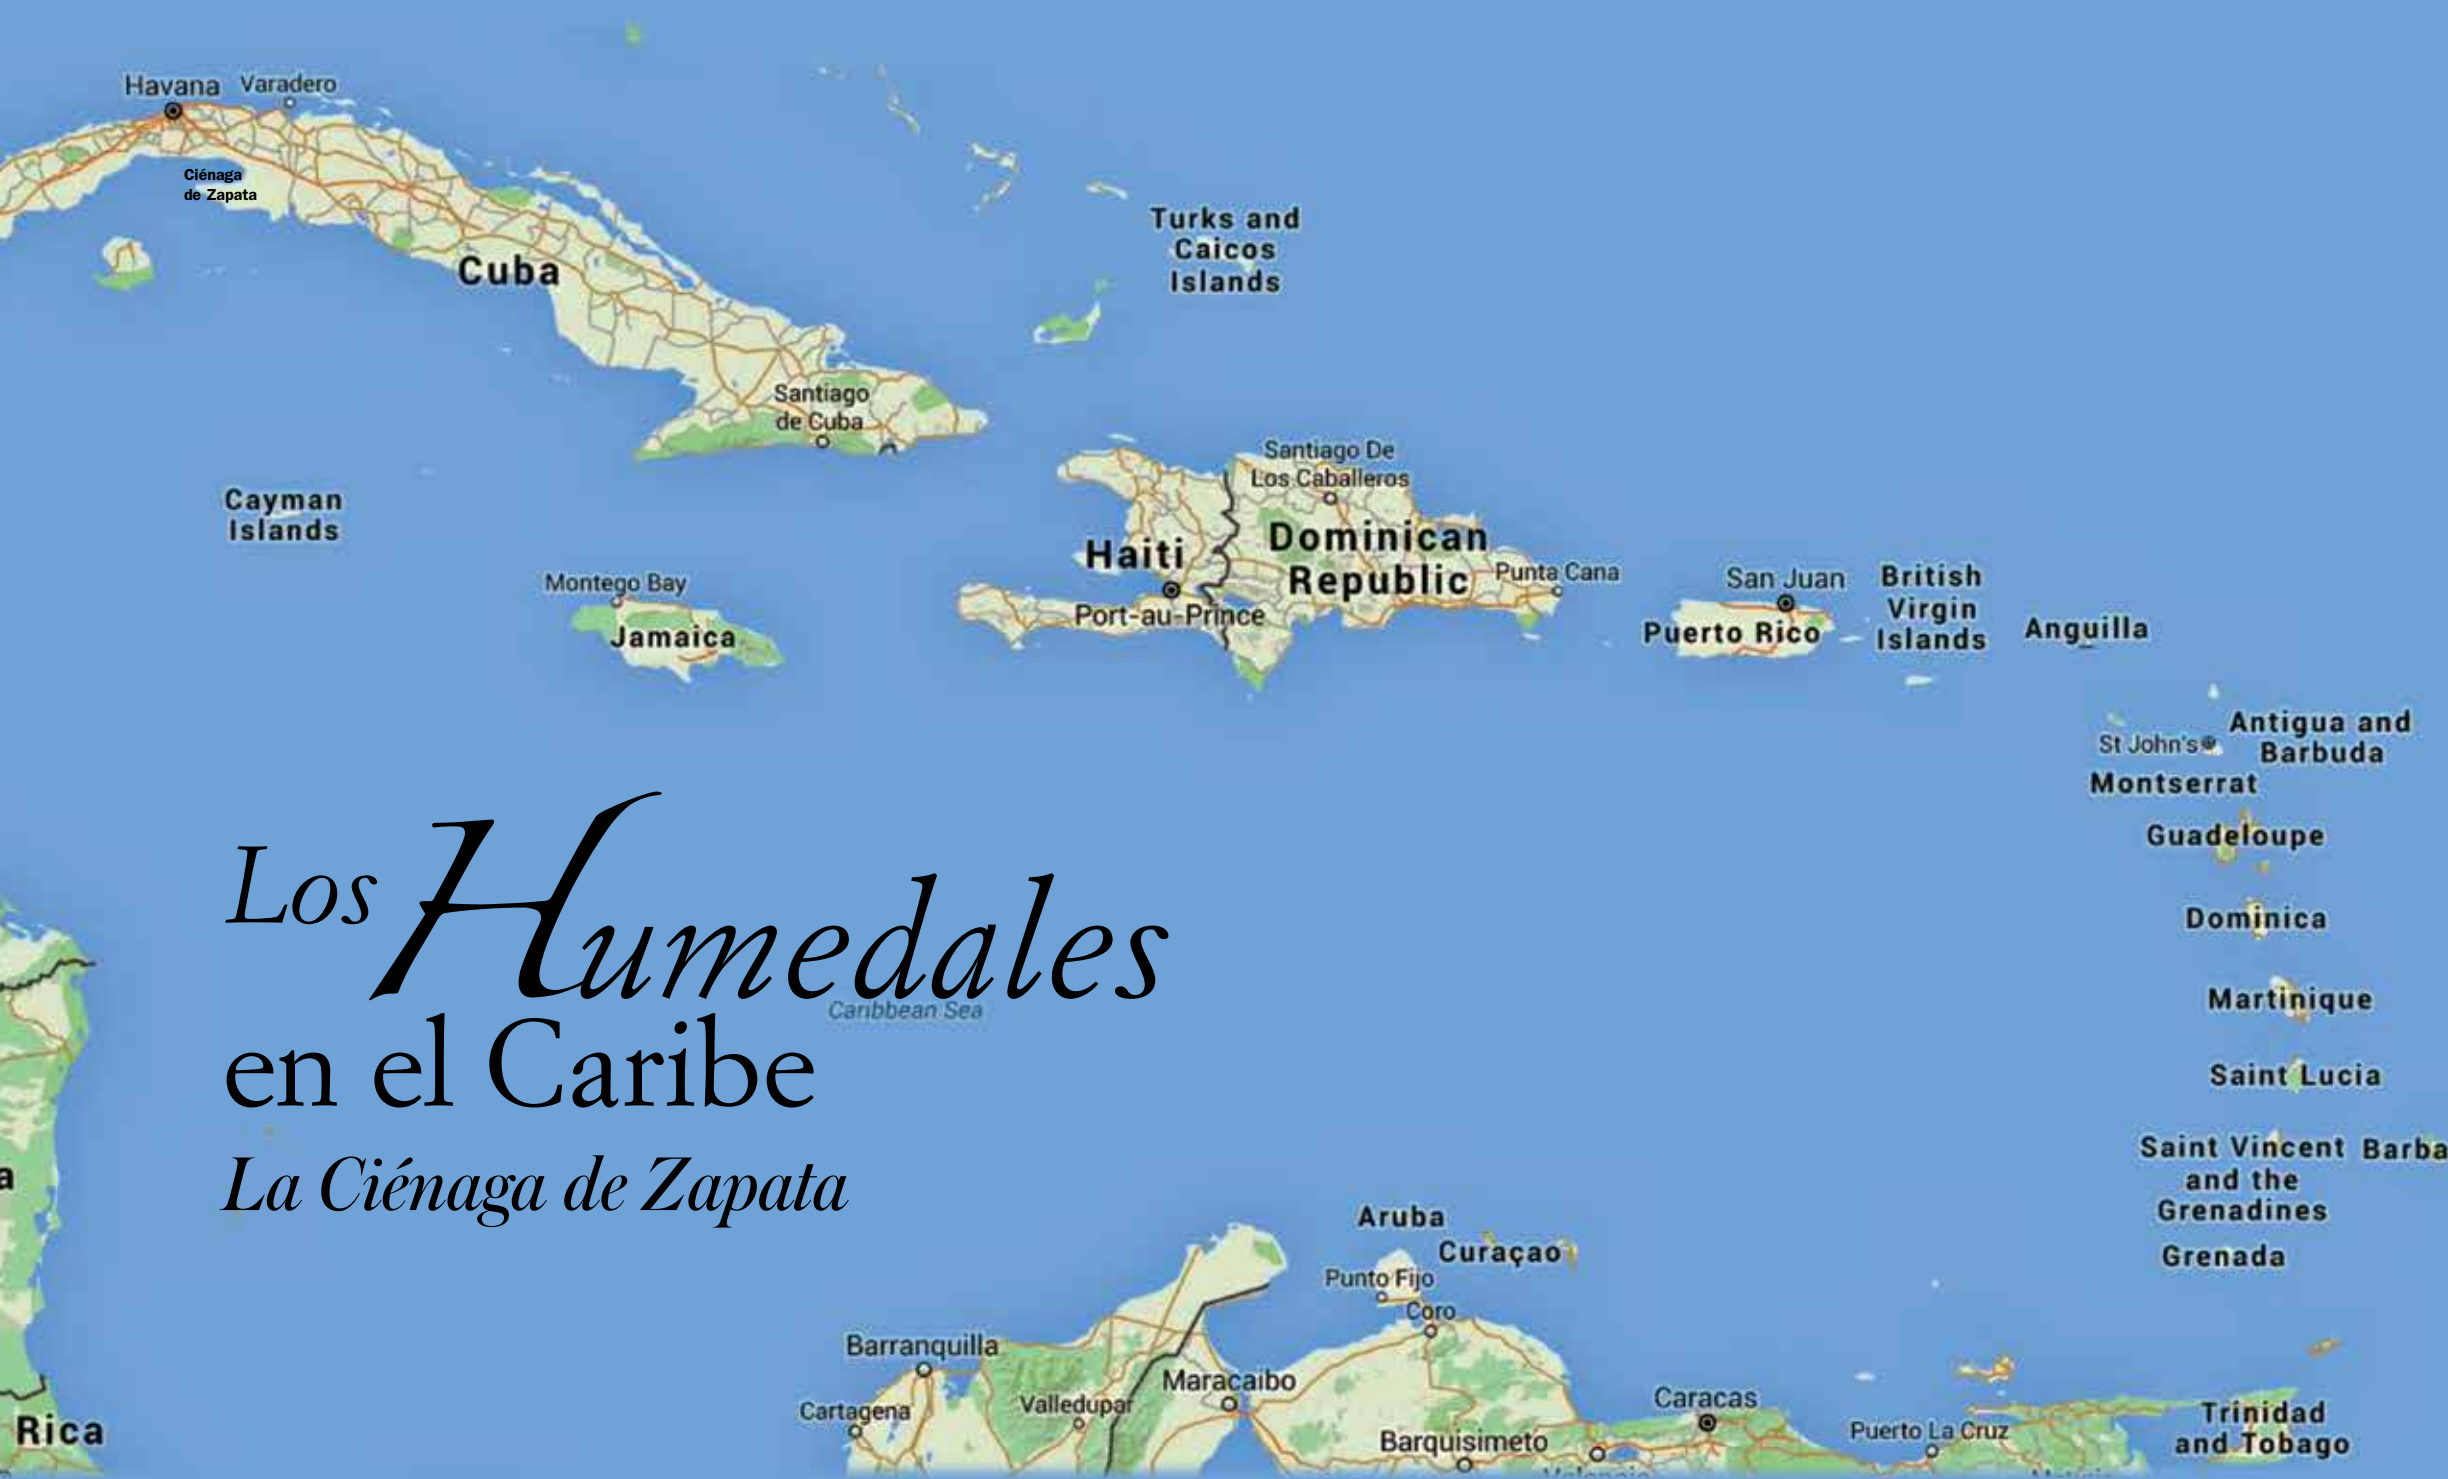 Havana
Varadero
Ciénaga
de Zapata
Turks and
Caicos
Islands
Cuba
Santiago
de Cuba
Cayman
Islands
Santiago De
Los Caballeros
Dominican
Republic
Haiti
Punta Cana
Port-au-Prince
Montego Bay
Jamaica
San Juan
Puerto Rico
British
Virgin
Islands
Anguilla
Antigua and
Barbuda
St John's
Montserrat
Guadeloupe
Dominica
Martinique
Saint Lucia
Saint Vincent
and the
Grenadines
Barba
Grenada
Los Humedales
Caribbean Sea
en el Caribe
La Ciénaga de Zapata
a
Rica
Aruba
Curaçao
Punto Fijo
Coro
Barranquilla
Cartagena
Valledupar
Maracaibo
Barquisimeto
Caracas
Puerto La Cruz
Trinidad
and Tobago